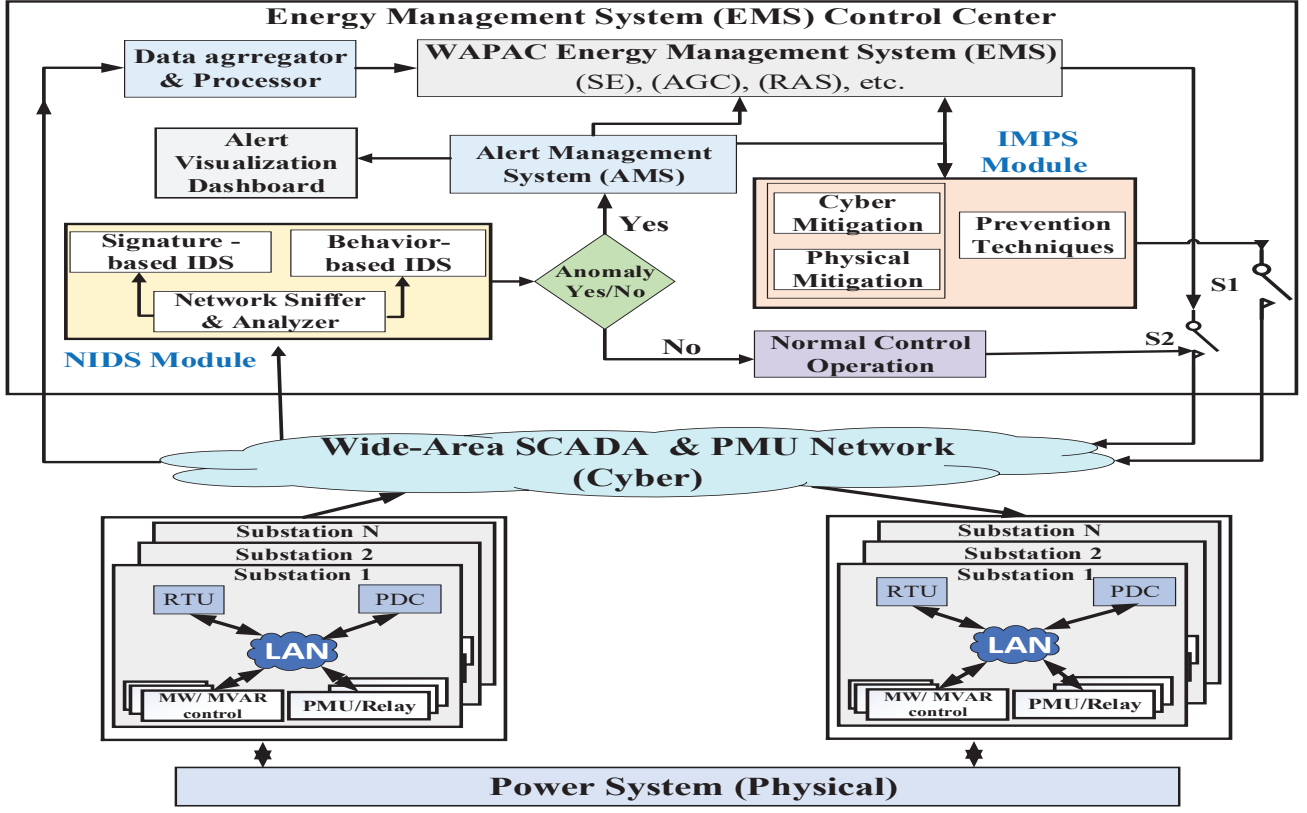 Energy Management System (EMS) Control Center
Data agrregator
& Processor
WAPAC Energy Management System (EMS)
(SE), (AGC), (RAS), etc.
Alert
Visualization
Dashboard
Alert Management
System (AMS)
IMPS
Module
Cyber
Mitigation
Physical
Mitigation
Prevention
Techniques
Signature -
based IDS
Behavior-
based IDS
Network Sniffer
& Analyzer
NIDS Module
Anomaly
Yes/No
Yes
No
Normal Control
Operation
S1
S2
Wide-Area SCADA & PMU Network
(Cyber)
Substation N
Substation 2
Substation 1
RTU
PDC
LAN
MW/ MVAR
control
PMU/Relay
Substation N
Substation 2
Substation 1
RTU
PDC
LAN
MW/ MVAR
control
PMU/Relay
Power System (Physical)